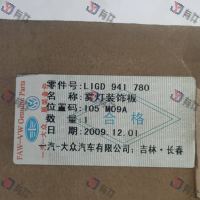 零件号: L1GD 941 780
名称: 雾灯装饰板
位置码: I05 M09A
数量: 1
日期: 2009.12.01
一汽-大众汽车有限公司: 吉林·长春
合格
FAW-VW Genuine Parts
有订